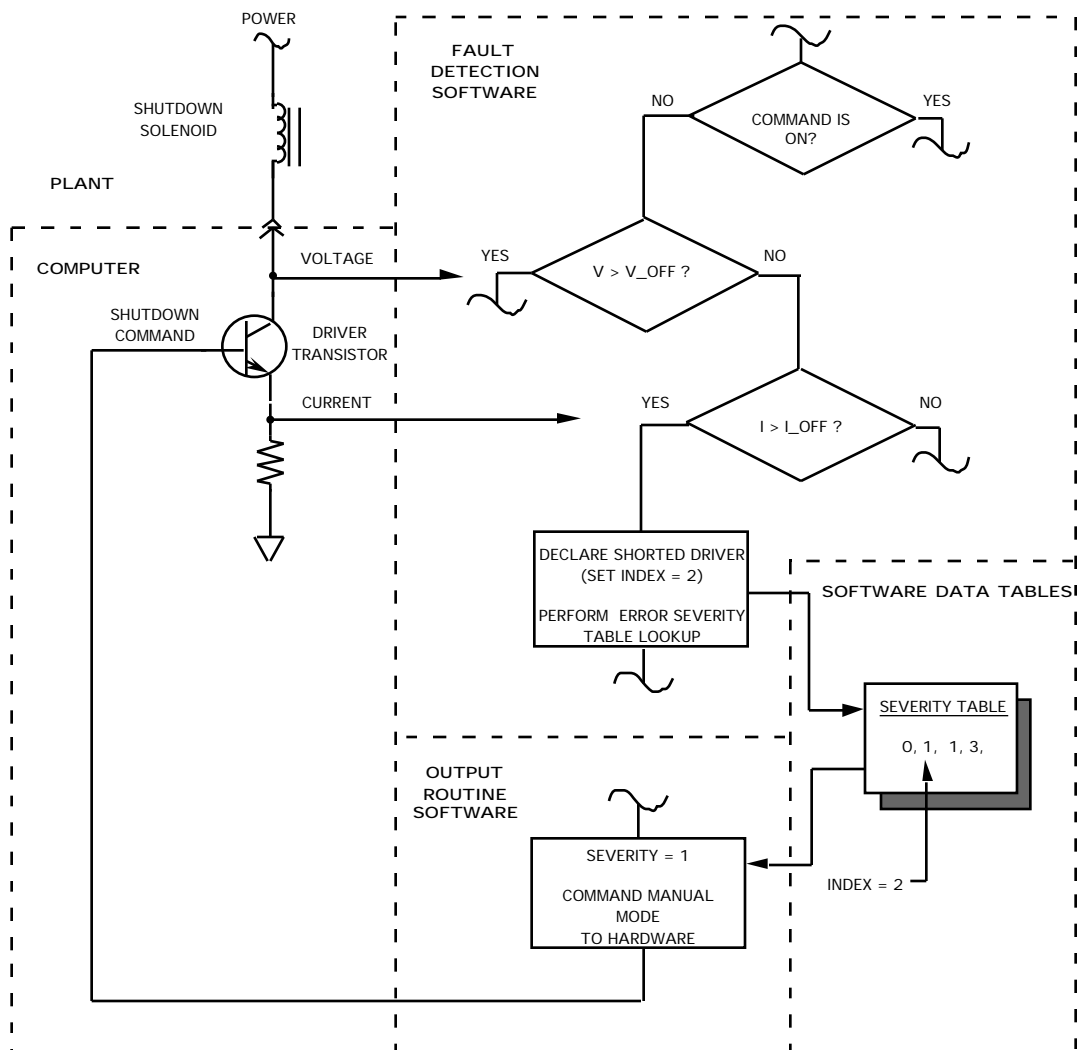 POWER
FAULT
DETECTION
SOFTWARE
SHUTDOWN
SOLENOID
PLANT
NO
YES
COMMAND IS
ON?
COMPUTER
VOLTAGE
YES
V > V_OFF ?
NO
SHUTDOWN
COMMAND
DRIVER
TRANSISTOR
CURRENT
YES
I > I_OFF ?
NO
DECLARE SHORTED DRIVER
(SET INDEX = 2)
PERFORM ERROR SEVERITY
TABLE LOOKUP
SOFTWARE DATA TABLES
SEVERITY TABLE
0, 1, 1, 3,
INDEX = 2
OUTPUT
ROUTINE
SOFTWARE
SEVERITY = 1
COMMAND MANUAL
MODE
TO HARDWARE